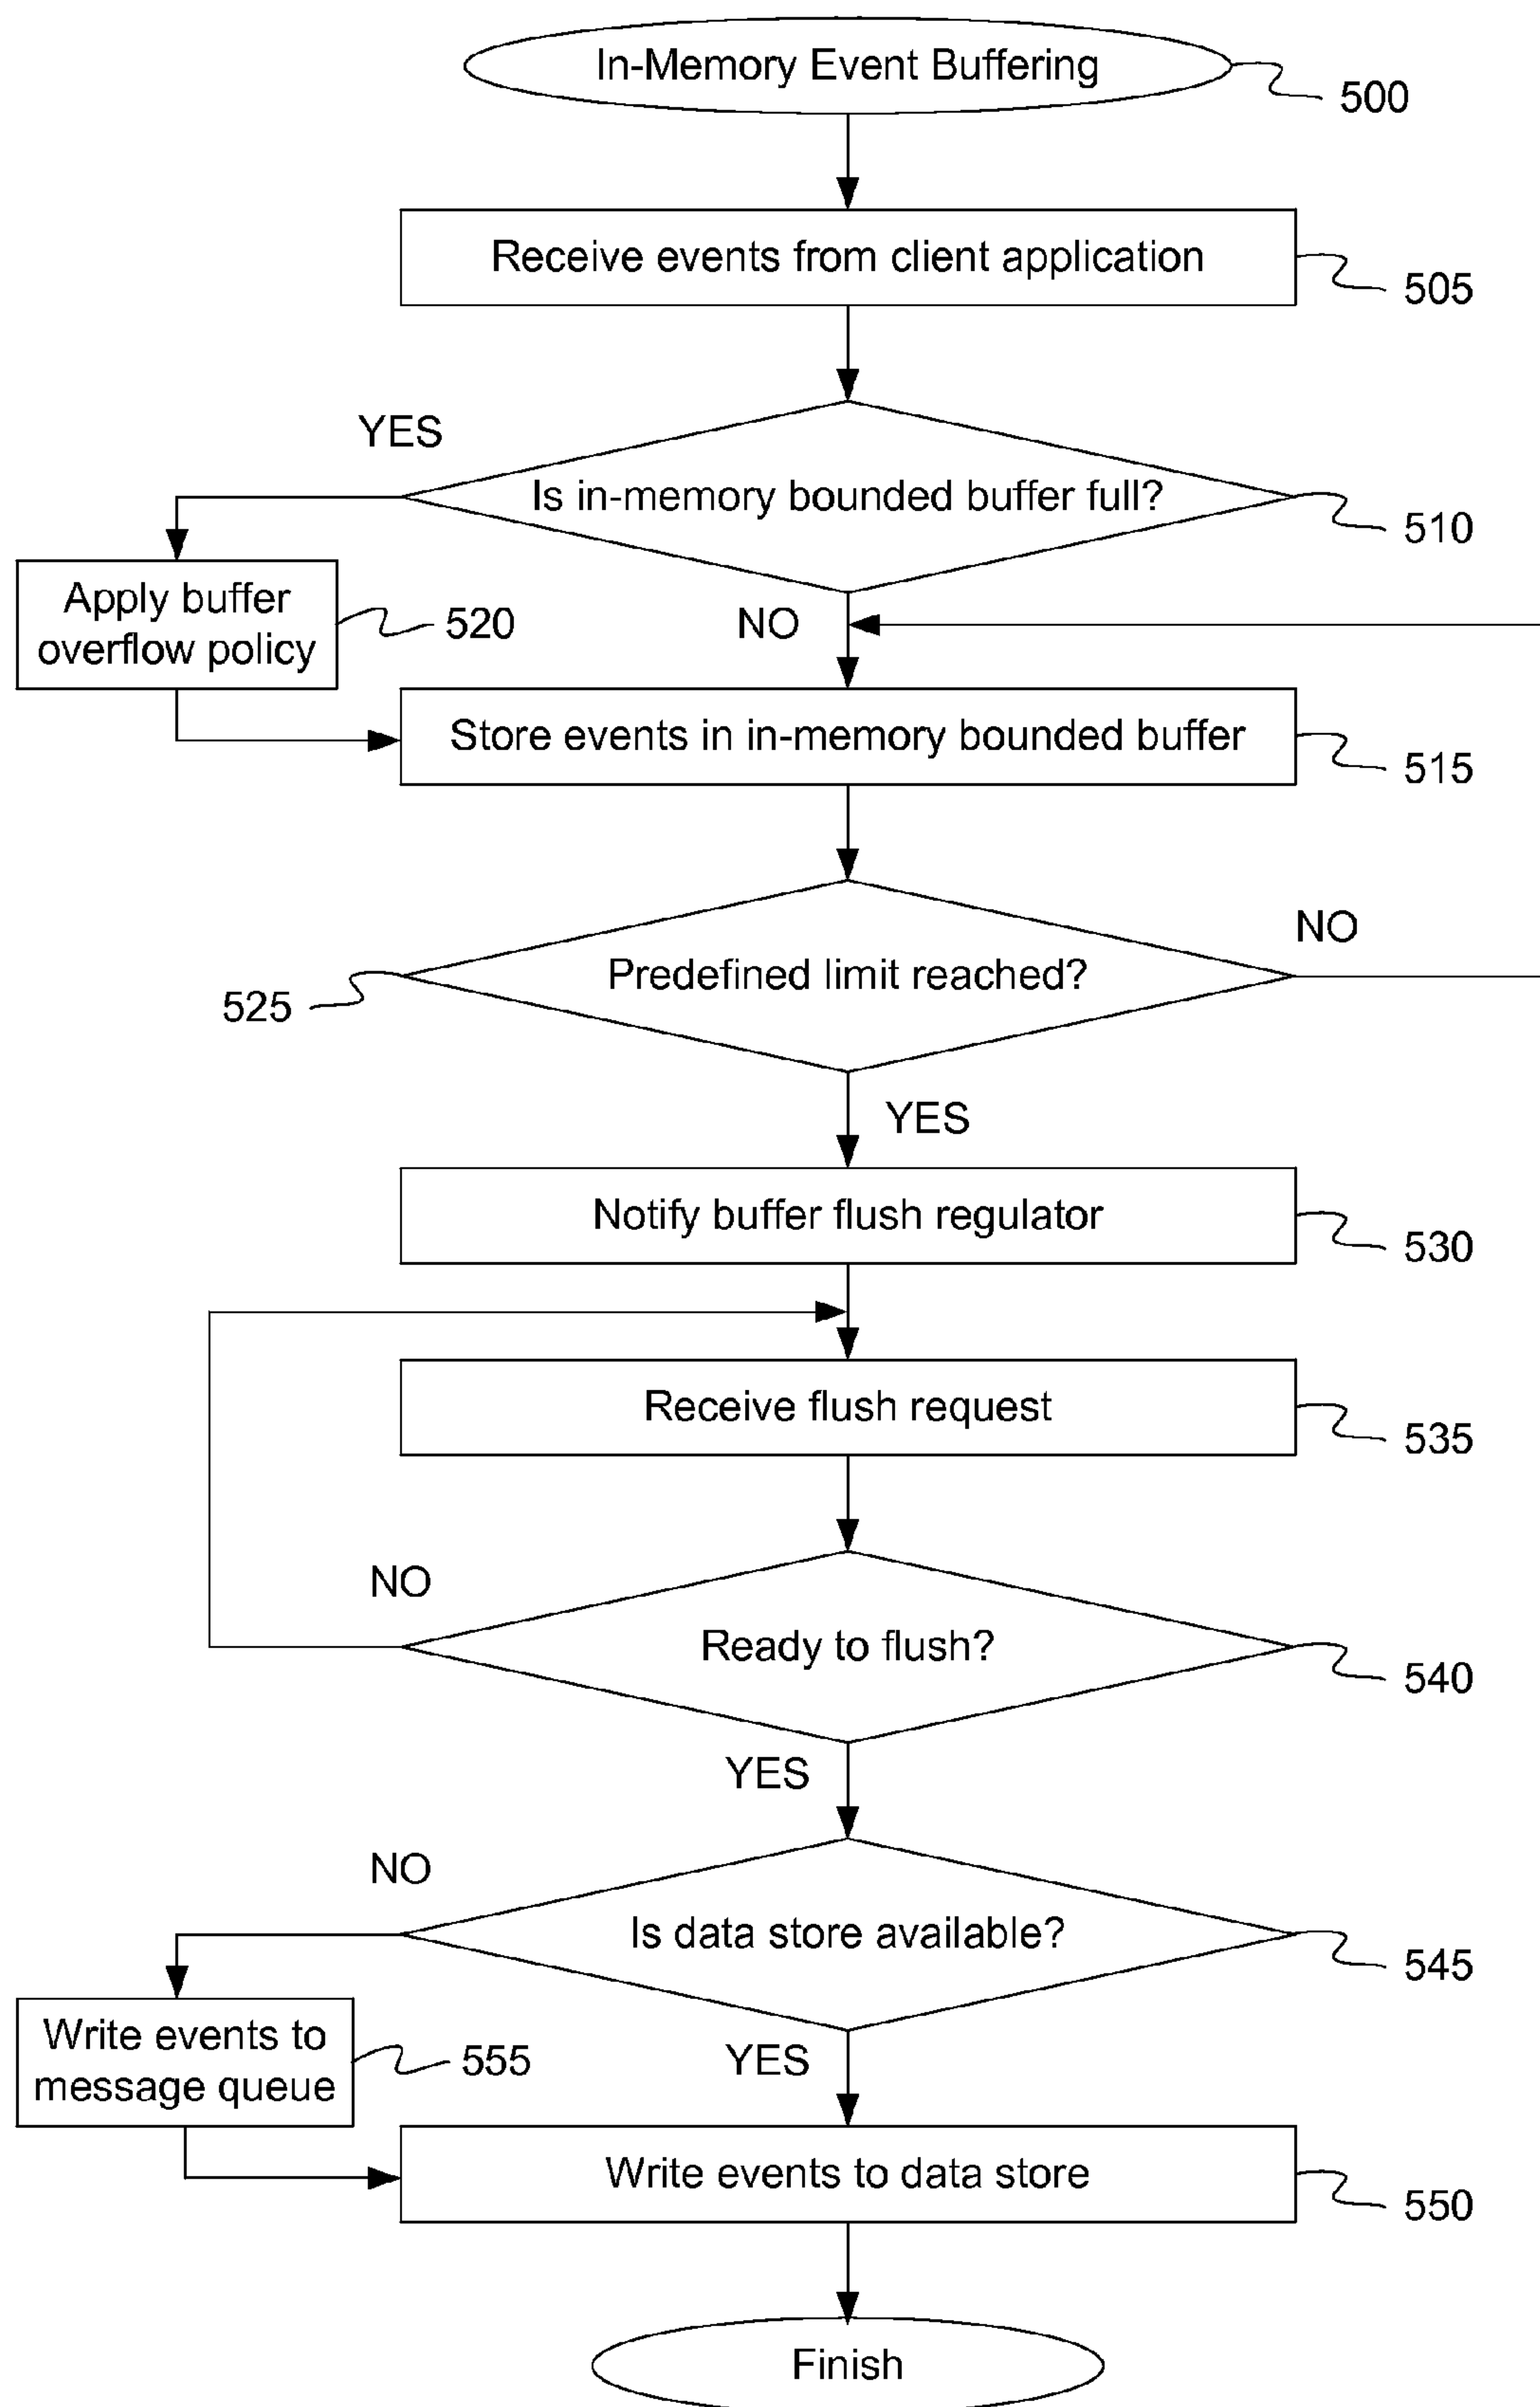 In-Memory Event Buffering
500
Receive events from client application
505
YES
Is in-memory bounded buffer full?
510
Apply buffer
overflow policy
520
NO
Store events in in-memory bounded buffer
515
NO
Predefined limit reached?
525
YES
Notify buffer flush regulator
530
Receive flush request
535
NO
Ready to flush?
540
YES
NO
Is data store available?
545
Write events to
message queue
555
YES
Write events to data store
550
Finish